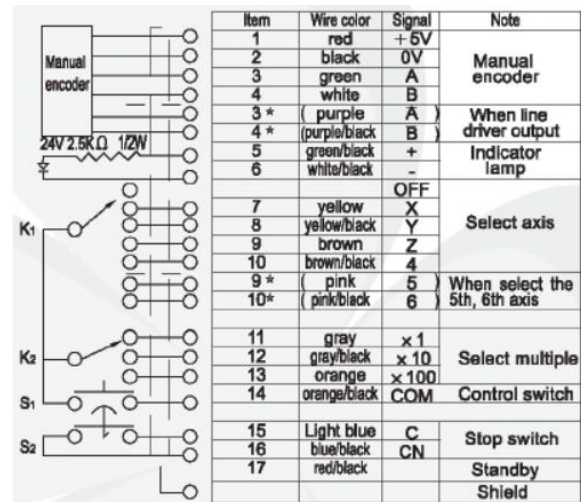 Item Wire color Signal Note
1 red +5V
2 black 0V
3 green A
4 white B
Manual encoder
3* ( purple A )
4* (purple/black B )
When line driver output
5 green/black +
6 white/black -
Indicator lamp
OFF
7 yellow X
8 yellow/black Y
9 brown Z
10 brown/black 4
Select axis
9* ( pink 5 )
10* ( pink/black 6 )
When select the 5th, 6th axis
11 gray ×1
12 gray/black ×10
13 orange ×100
Select multiple
14 orange/black COM Control switch
15 Light blue C
16 blue/black CN
Stop switch
17 red/black Standby
Shield
Manual
encoder
24V 2.5KΩ 1/2W
K1
K2
S1
S2